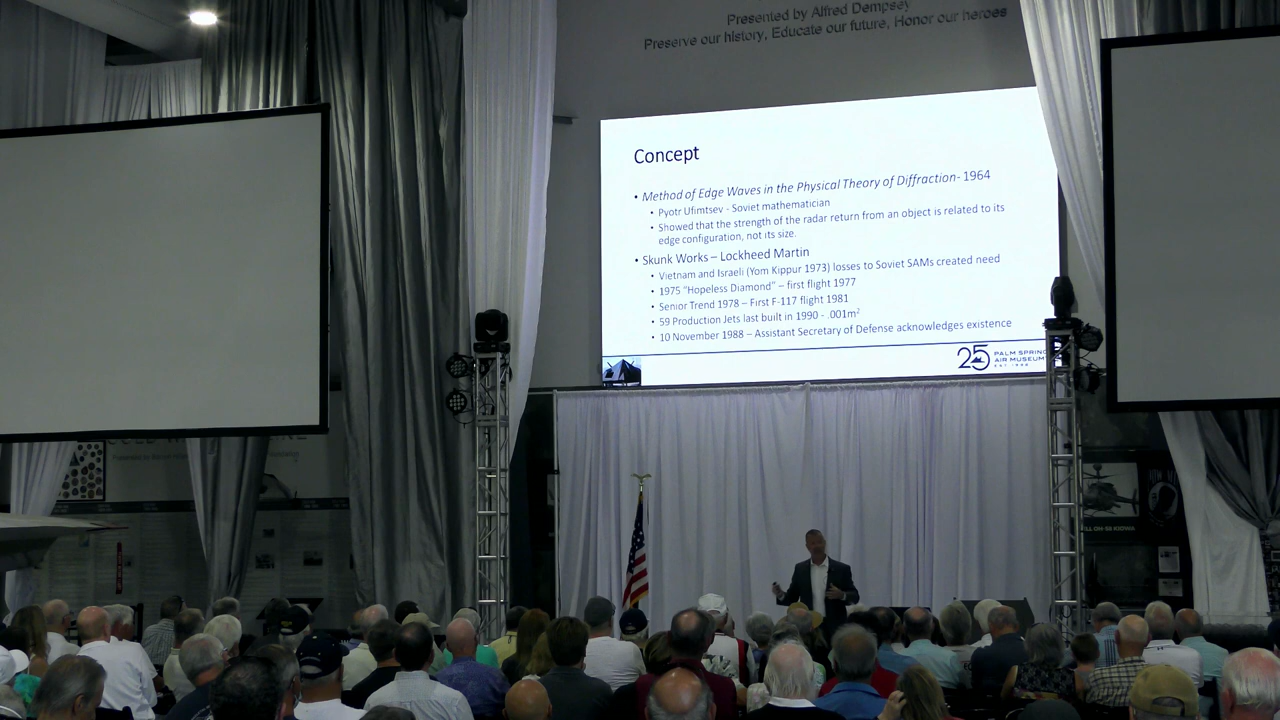 Presented by Alfred Dempsey
Preserve our history, Educate our future, Honor our heroes
Concept
• Method of Edge Waves in the Physical Theory of Diffraction- 1964
• Pyotr Ufimtsev - Soviet mathematician
• Showed that the strength of the radar return from an object is related to its
edge configuration, not its size.
• Skunk Works – Lockheed Martin
• Vietnam and Israeli (Yom Kippur 1973) losses to Soviet SAMs created need
• 1975 "Hopeless Diamond" – first flight 1977
• Senior Trend 1978 – First F-117 flight 1981
• 59 Production Jets last built in 1990 - .001m²
• 10 November 1988 – Assistant Secretary of Defense acknowledges existence
25 PALM SPRING
AIR MUSEUM
OH-58 KIOWA